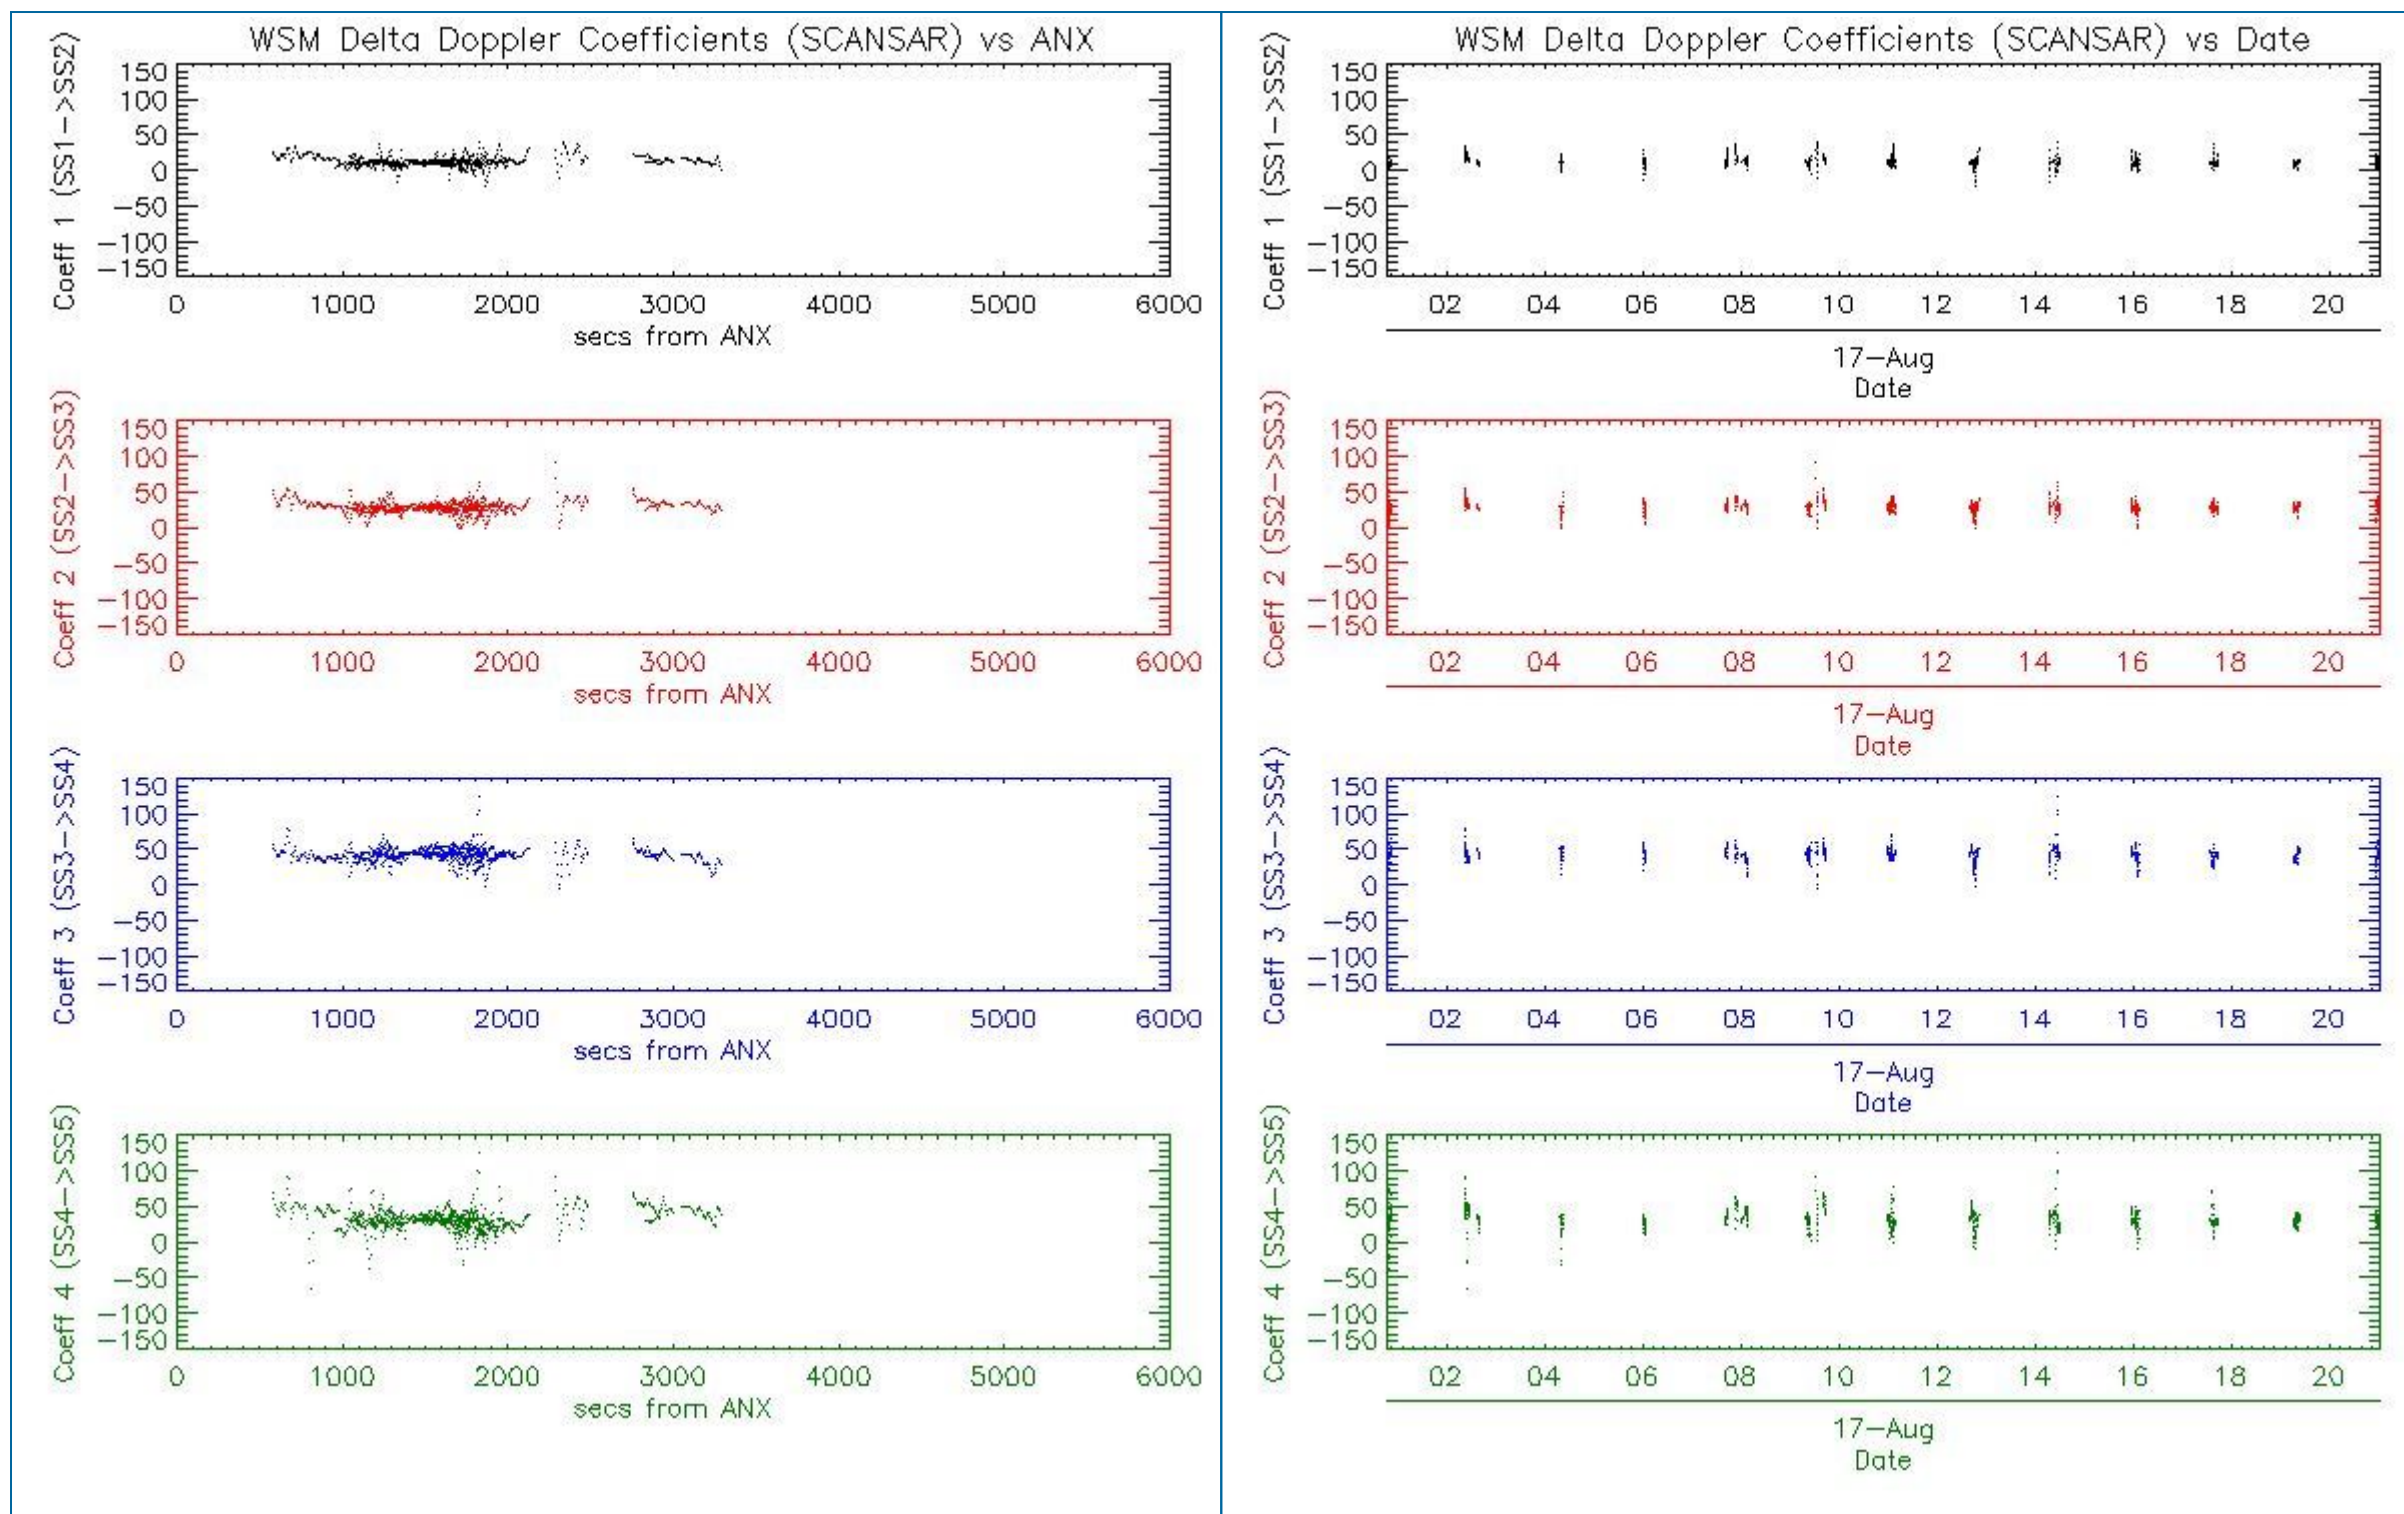 WSM Delta Doppler Coefficients (SCANSAR) vs ANX
Coeff 1 (SS1->SS2)
150
100
50
0
-50
-100
-150
0 1000 2000 3000 4000 5000 6000
secs from ANX
Coeff 2 (SS2->SS3)
150
100
50
0
-50
-100
-150
0 1000 2000 3000 4000 5000 6000
secs from ANX
Coeff 3 (SS3->SS4)
150
100
50
0
-50
-100
-150
0 1000 2000 3000 4000 5000 6000
secs from ANX
Coeff 4 (SS4->SS5)
150
100
50
0
-50
-100
-150
0 1000 2000 3000 4000 5000 6000
secs from ANX
WSM Delta Doppler Coefficients (SCANSAR) vs Date
Coeff 1 (SS1->SS2)
150
100
50
0
-50
-100
-150
02 04 06 08 10 12 14 16 18 20
17-Aug
Date
Coeff 2 (SS2->SS3)
150
100
50
0
-50
-100
-150
02 04 06 08 10 12 14 16 18 20
17-Aug
Date
Coeff 3 (SS3->SS4)
150
100
50
0
-50
-100
-150
02 04 06 08 10 12 14 16 18 20
17-Aug
Date
Coeff 4 (SS4->SS5)
150
100
50
0
-50
-100
-150
02 04 06 08 10 12 14 16 18 20
17-Aug
Date